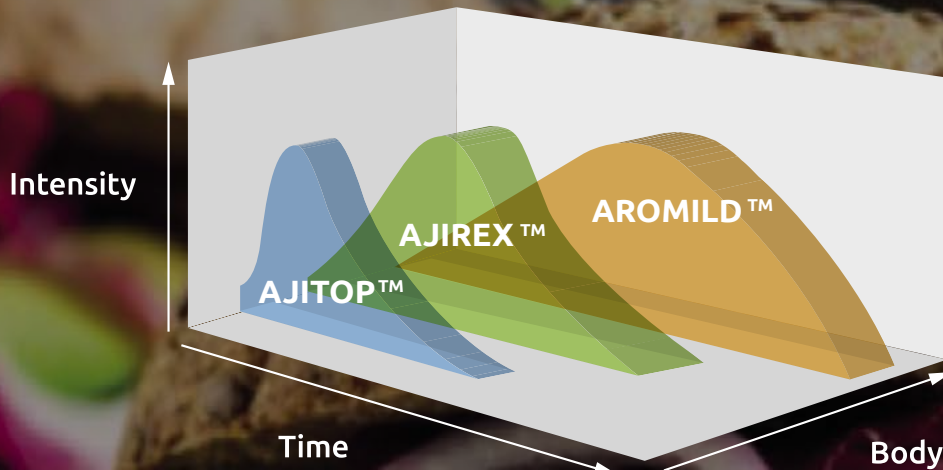 Intensity
AJITOP™
AJIREX™
AROMILD™
Time
Body